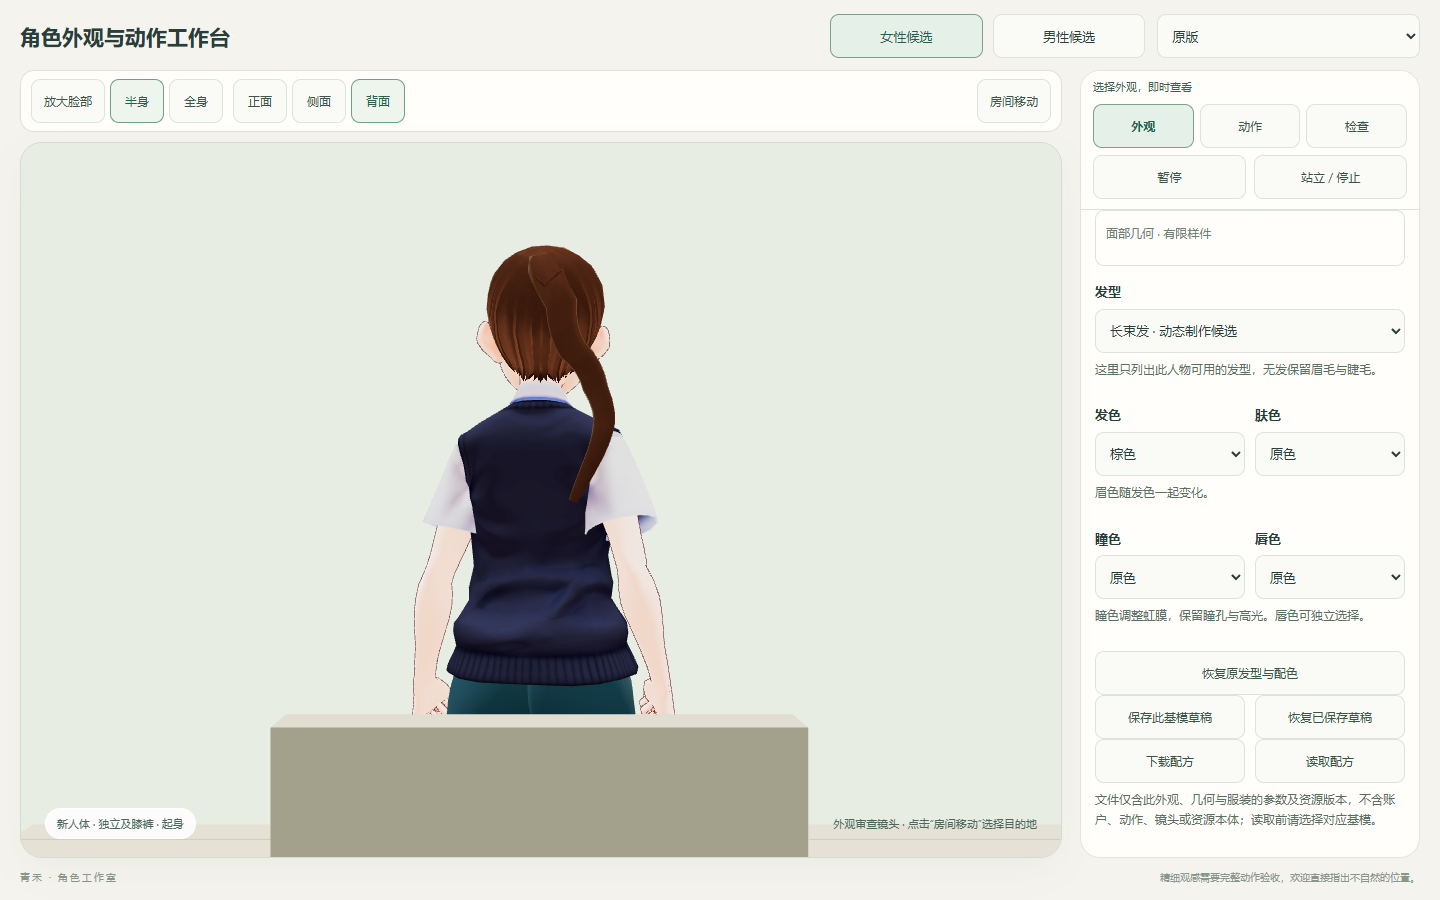 角色外观与动作工作台
女性候选
男性候选
原版
放大脸部
半身
全身
正面
侧面
背面
房间移动
选择外观，即时查看
外观
动作
检查
暂停
站立 / 停止
面部几何 · 有限样件
发型
长束发 · 动态制作候选
这里只列出此人物可用的发型，无发保留眉毛与睫毛。
发色
肤色
棕色
原色
眉色随发色一起变化。
瞳色
唇色
原色
原色
瞳色调整虹膜，保留瞳孔与高光。唇色可独立选择。
恢复原发型与配色
保存此基模草稿
恢复已保存草稿
下载配方
读取配方
文件仅含此外观、几何与服装的参数及资源版本，不含账
户、动作、镜头或资源本体；读取前请选择对应基模。
新人体 · 独立及膝裤 · 起身
外观审查镜头 · 点击“房间移动”选择目的地
青禾 · 角色工作室
精细观感需要完整动作验收，欢迎直接指出不自然的位置。